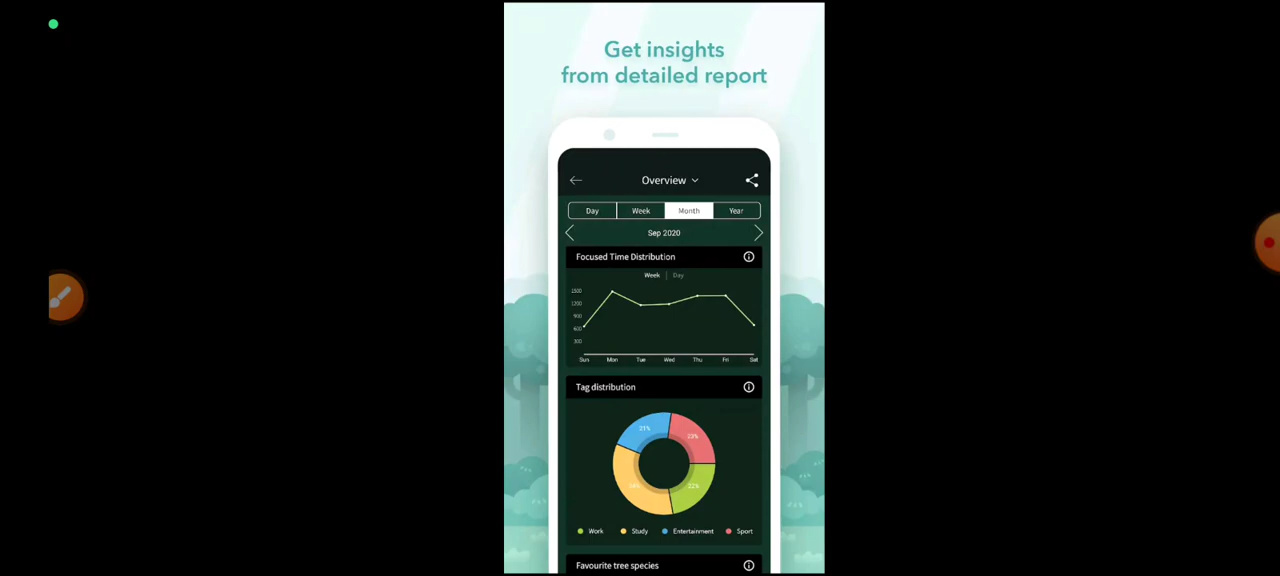 Get insights
from detailed report
Overview
Day Week Month Year
Sep 2020
Focused Time Distribution
Week | Day
1500
1200
900
600
300
Sun Mon Tue Wed Thu Fri Sat
Tag distribution
21%
23%
22%
Work Study Entertainment Sport
Favourite tree species